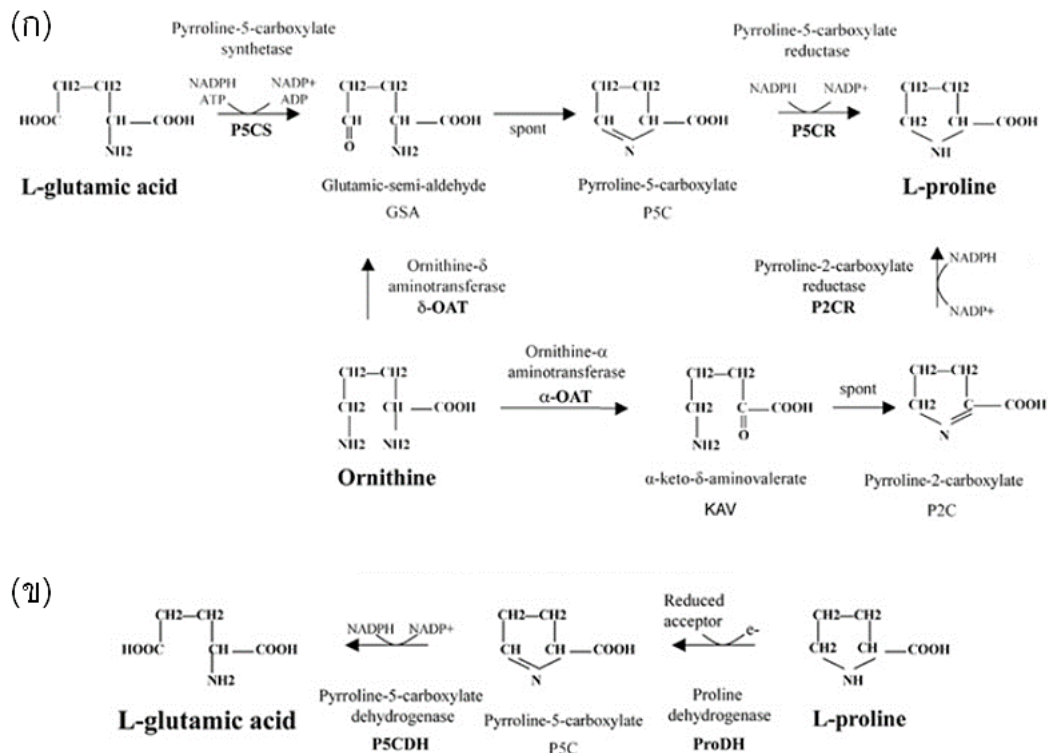 (ก)
Pyrroline-5-carboxylate
synthetase
NADPH NADP+
ATP ADP
P5CS
CH2—CH2
HOOC CH—COOH
NH2
L-glutamic acid
CH2—CH2
CH CH—COOH
O NH2
Glutamic-semi-aldehyde
GSA
spont
CH2—CH2
CH CH—COOH
N
Pyrroline-5-carboxylate
P5C
Pyrroline-5-carboxylate
reductase
NADPH NADP+
P5CR
CH2—CH2
CH2 CH—COOH
NH
L-proline
Ornithine-δ
aminotransferase
δ-OAT
Pyrroline-2-carboxylate
reductase
P2CR
NADPH
NADP+
CH2—CH2
CH2 CH—COOH
NH2 NH2
Ornithine
Ornithine-α
aminotransferase
α-OAT
CH2—CH2
CH2 C—COOH
NH2 O
α-keto-δ-aminovalerate
KAV
spont
CH2—CH2
CH2 C—COOH
N
Pyrroline-2-carboxylate
P2C
(ข)
CH2—CH2
HOOC CH—COOH
NH2
L-glutamic acid
NADPH NADP+
Pyrroline-5-carboxylate
dehydrogenase
P5CDH
CH2—CH2
CH CH—COOH
N
Pyrroline-5-carboxylate
P5C
Reduced
acceptor e-
Proline
dehydrogenase
ProDH
CH2—CH2
CH2 CH—COOH
NH
L-proline